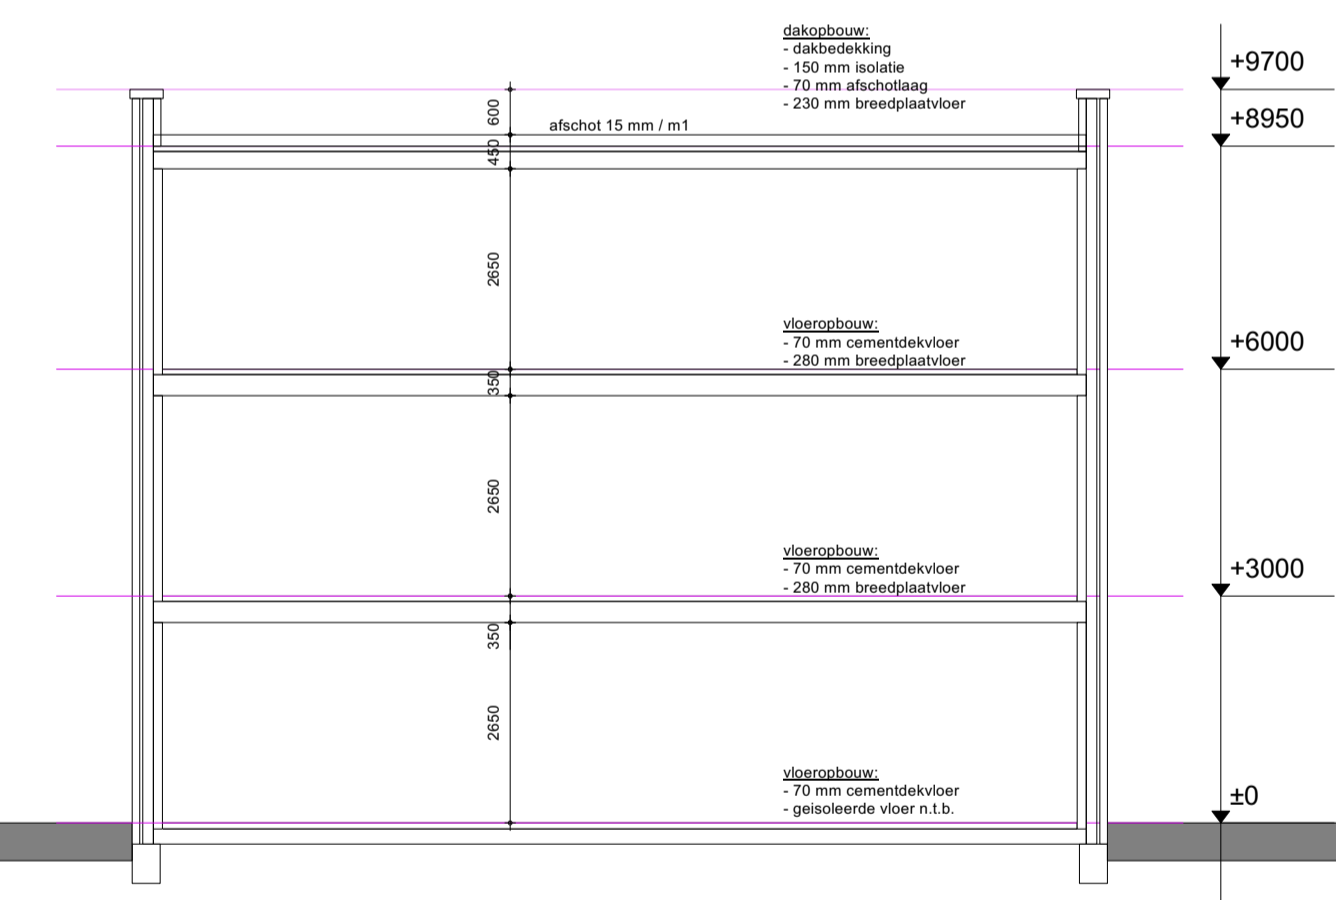 dakopbouw:
- dakbedekking
- 150 mm isolatie
- 70 mm afschotlaag
- 230 mm breedplaatvloer
+9700
+8950
600
afschot 15 mm / m1
450
2650
vloeropbouw:
- 70 mm cementdekvloer
- 280 mm breedplaatvloer
+6000
350
2650
vloeropbouw:
- 70 mm cementdekvloer
- 280 mm breedplaatvloer
+3000
350
2650
vloeropbouw:
- 70 mm cementdekvloer
- geisoleerde vloer n.t.b.
±0